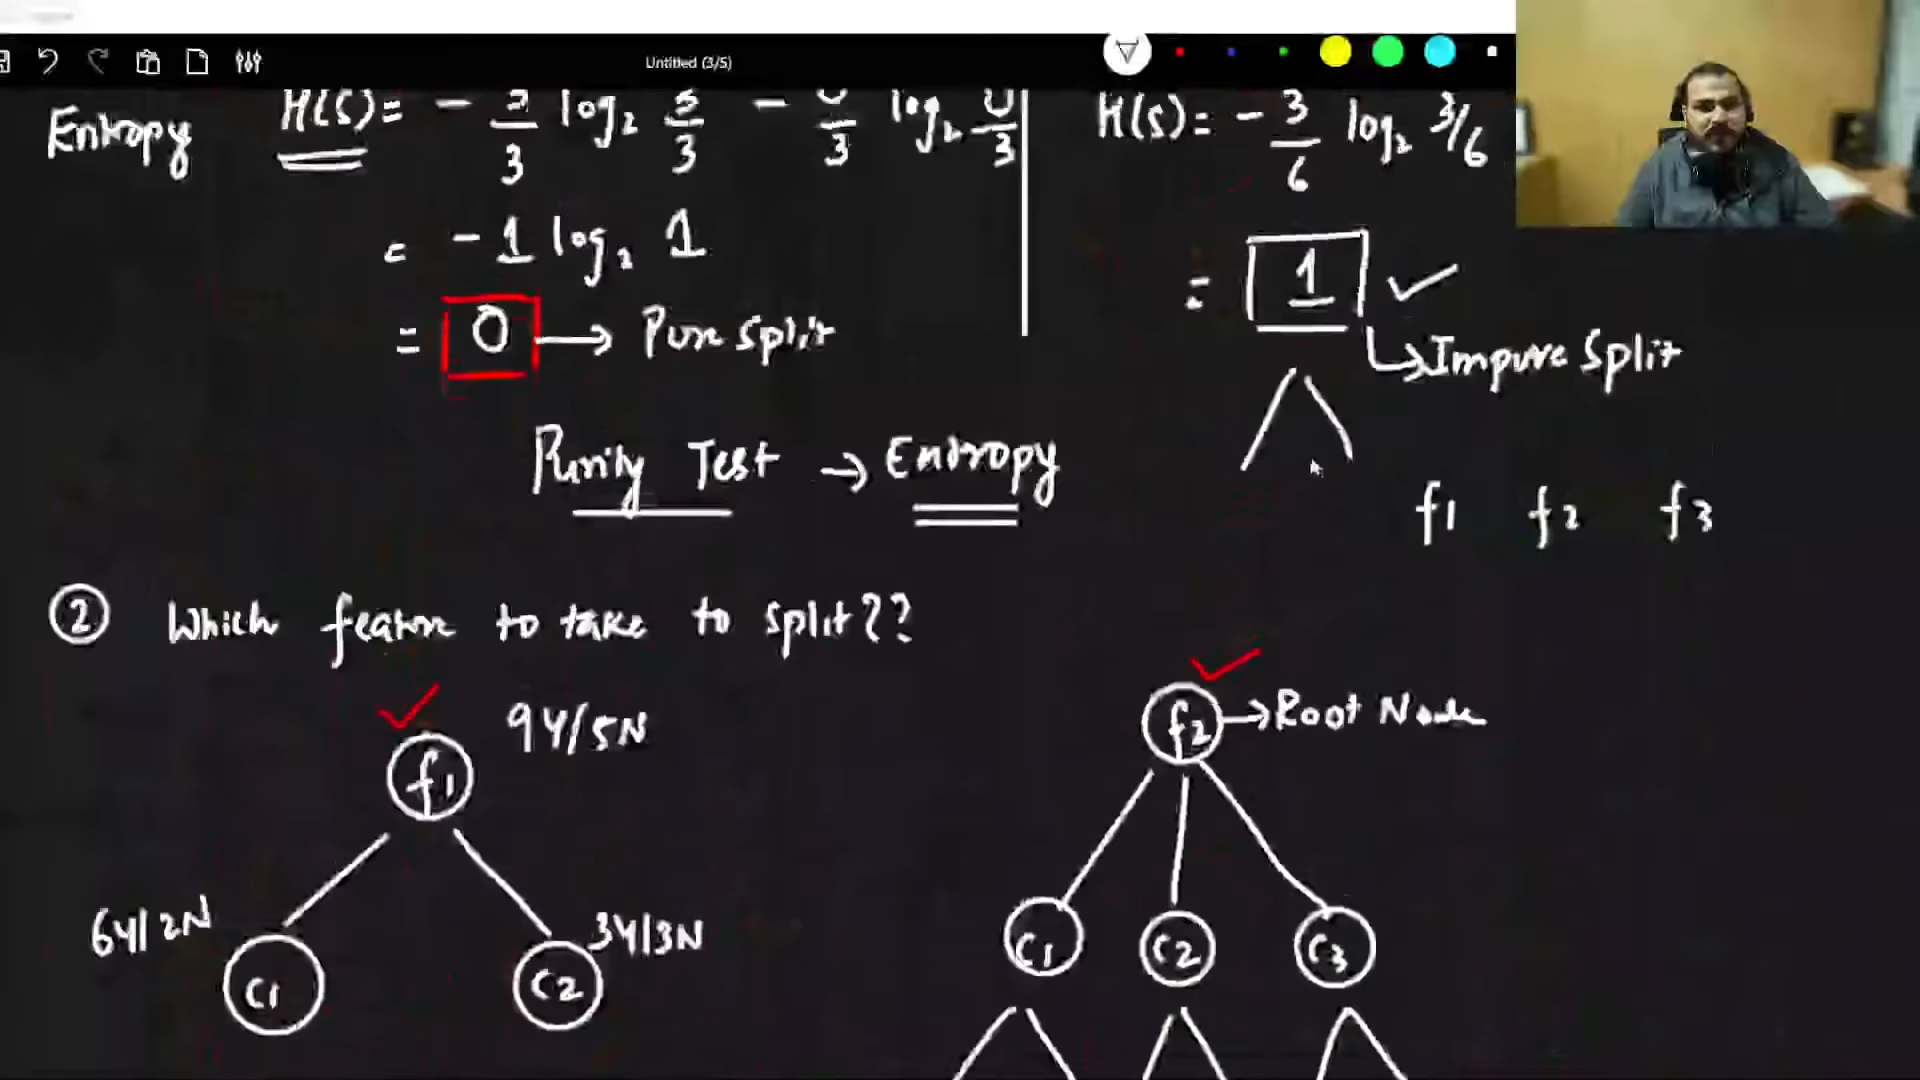 Untitled (3/5)
Entropy H(S) = - 3/3 log₂ 3/3 - 0/3 log₂ 0/3
H(S) = - 3/6 log₂ 3/6
= -1 log₂ 1
= 1
= 0 → Pure Split
↳ Impure Split
Purity Test → Entropy
f1 f2 f3
② Which feature to take to split??
f1 9Y/5N
f2 → Root Node
6Y/2N C1
C2 3Y/3N
C1 C2 C3